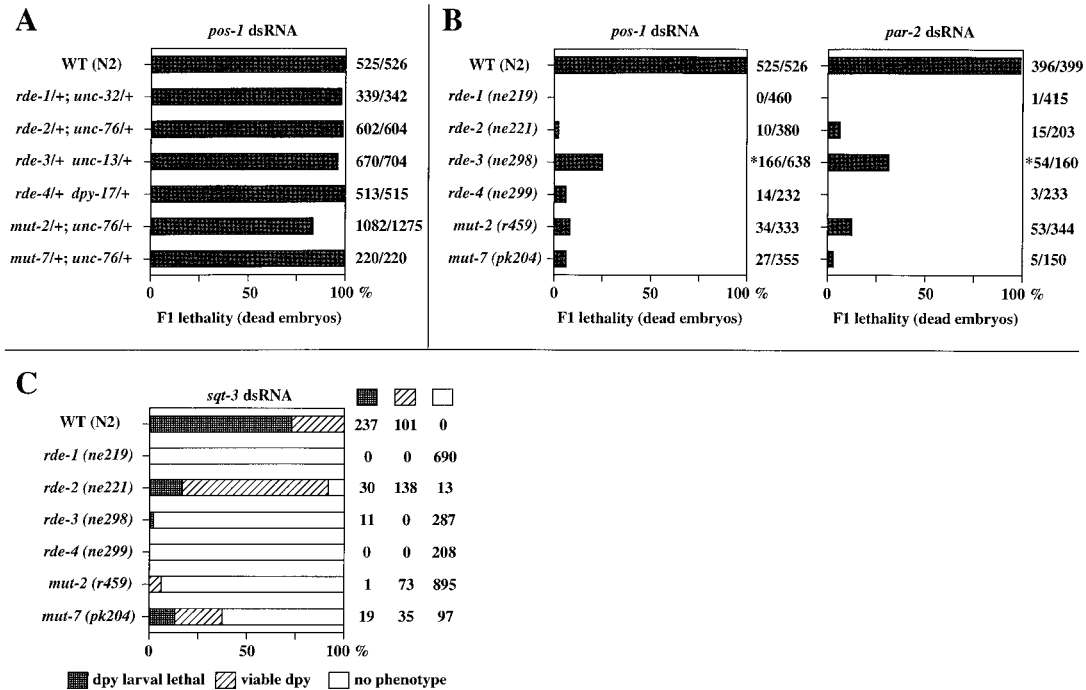 A
pos-1 dsRNA
WT (N2) 525/526
rde-1/+; unc-32/+ 339/342
rde-2/+; unc-76/+ 602/604
rde-3/+ unc-13/+ 670/704
rde-4/+ dpy-17/+ 513/515
mut-2/+; unc-76/+ 1082/1275
mut-7/+; unc-76/+ 220/220
0 50 100 %
F1 lethality (dead embryos)
B
pos-1 dsRNA par-2 dsRNA
WT (N2) 525/526 396/399
rde-1 (ne219) 0/460 1/415
rde-2 (ne221) 10/380 15/203
rde-3 (ne298) *166/638 *54/160
rde-4 (ne299) 14/232 3/233
mut-2 (r459) 34/333 53/344
mut-7 (pk204) 27/355 5/150
0 50 100 % 0 50 100 %
F1 lethality (dead embryos) F1 lethality (dead embryos)
C
sqt-3 dsRNA
WT (N2) 237 101 0
rde-1 (ne219) 0 0 690
rde-2 (ne221) 30 138 13
rde-3 (ne298) 11 0 287
rde-4 (ne299) 0 0 208
mut-2 (r459) 1 73 895
mut-7 (pk204) 19 35 97
0 50 100 %
dpy larval lethal viable dpy no phenotype